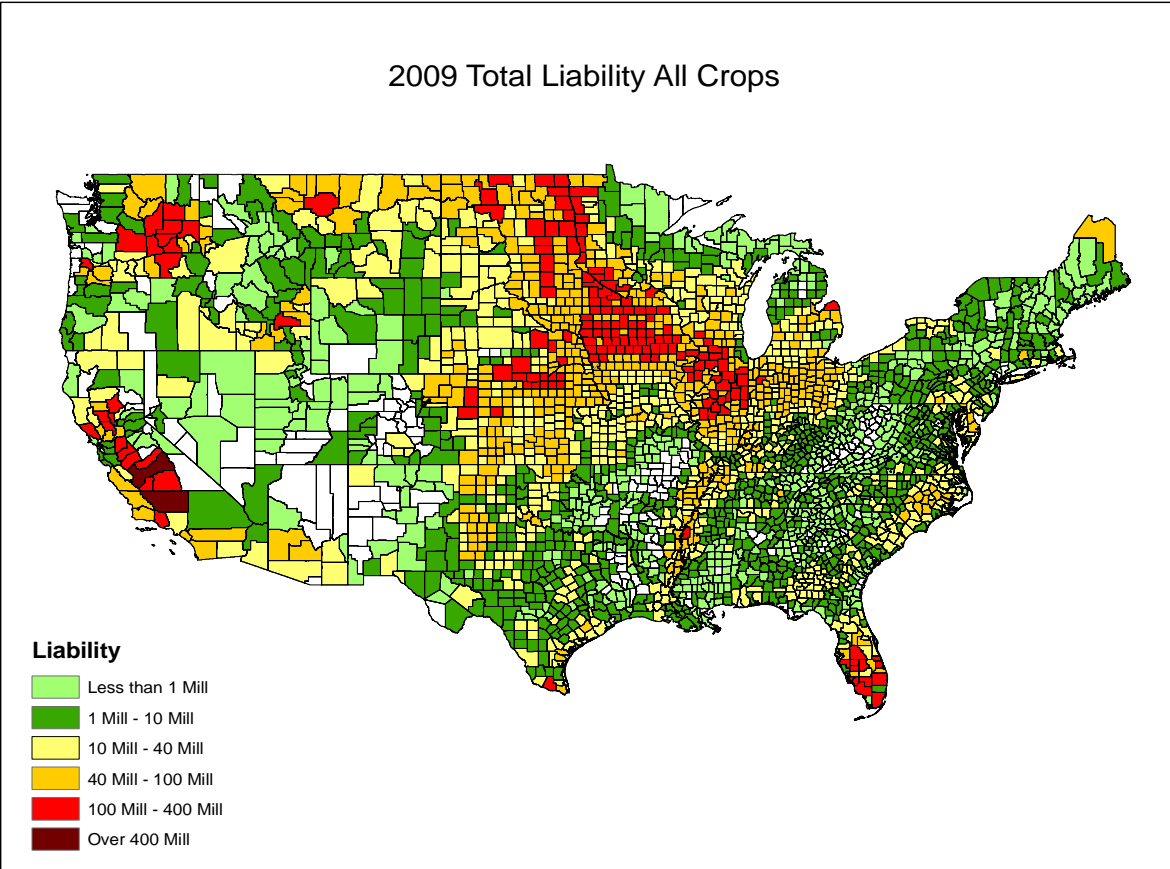 2009 Total Liability All Crops
Liability
Less than 1 Mill
1 Mill - 10 Mill
10 Mill - 40 Mill
40 Mill - 100 Mill
100 Mill - 400 Mill
Over 400 Mill